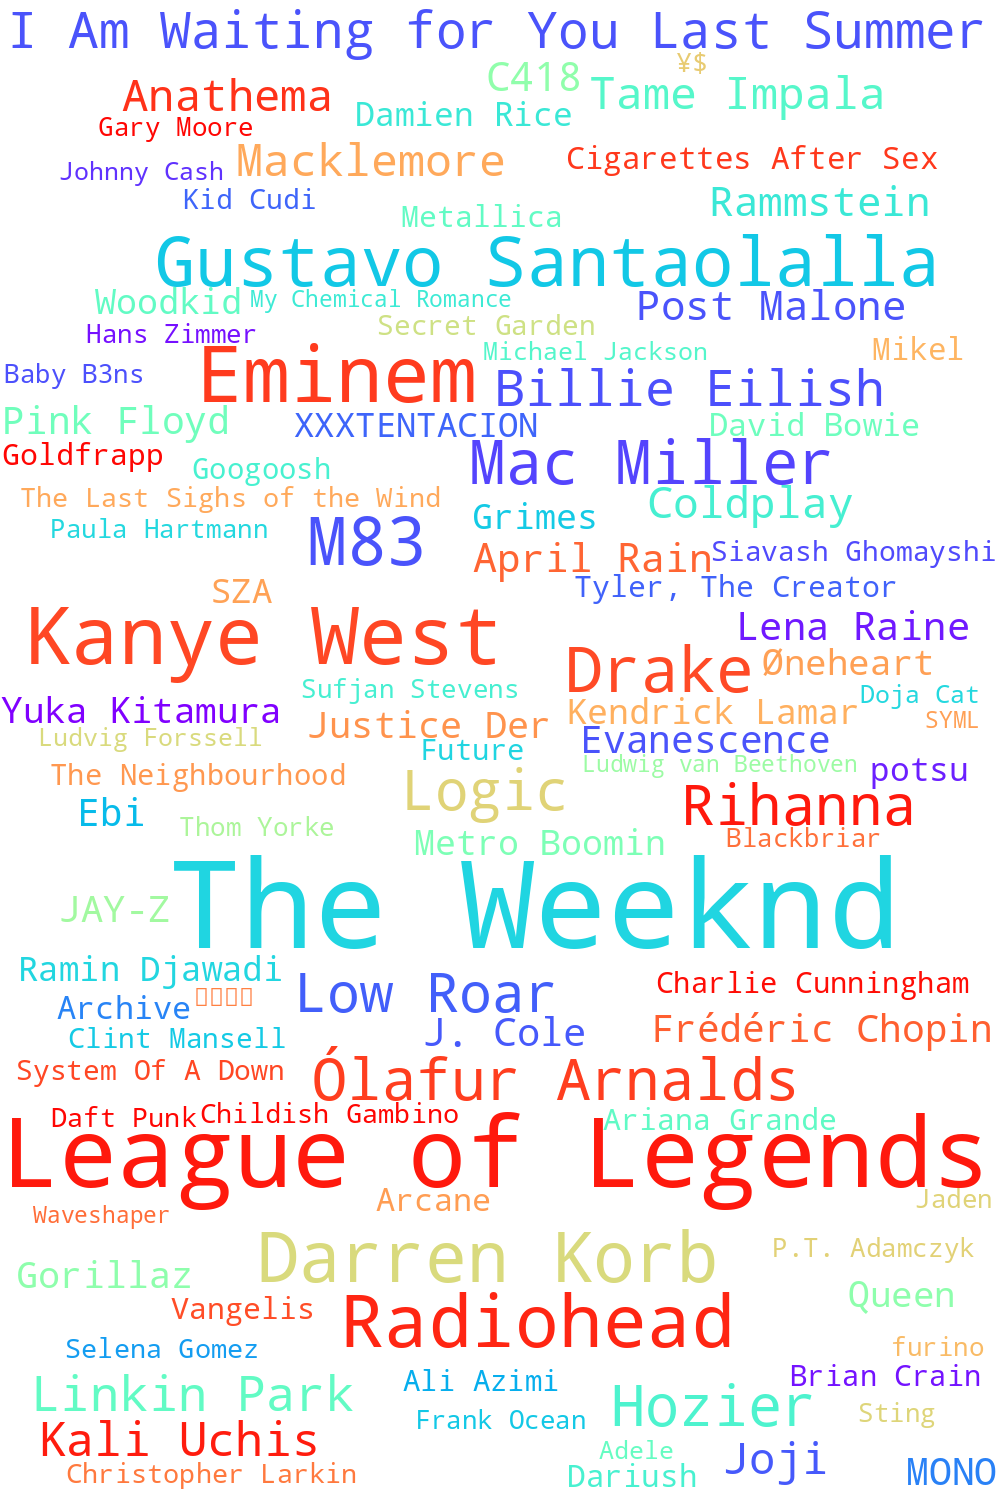 I Am Waiting for You Last Summer
¥$
C418
Tame Impala
Anathema
Damien Rice
Gary Moore
Macklemore
Cigarettes After Sex
Johnny Cash
Kid Cudi
Rammstein
Metallica
Gustavo Santaolalla
Woodkid
My Chemical Romance
Post Malone
Secret Garden
Hans Zimmer
Michael Jackson
Mikel
Eminem
Baby B3ns
Billie Eilish
Pink Floyd
XXXTENTACION
David Bowie
Goldfrapp
Googoosh
Mac Miller
The Last Sighs of the Wind
Coldplay
Paula Hartmann
M83
Grimes
April Rain
Siavash Ghomayshi
SZA
Tyler, The Creator
Kanye West
Lena Raine
Drake
Øneheart
Sufjan Stevens
Doja Cat
Yuka Kitamura
Justice Der
Kendrick Lamar
SYML
Ludvig Forssell
Future
Evanescence
Ludwig van Beethoven
potsu
The Neighbourhood
Logic
Rihanna
Ebi
Thom Yorke
Metro Boomin
Blackbriar
The Weeknd
JAY-Z
Ramin Djawadi
Low Roar
Charlie Cunningham
Archive
Clint Mansell
J. Cole
Frédéric Chopin
System Of A Down
Ólafur Arnalds
Daft Punk
Childish Gambino
Ariana Grande
League of Legends
Arcane
Jaden
Waveshaper
Darren Korb
P.T. Adamczyk
Gorillaz
Queen
Vangelis
Radiohead
Selena Gomez
furino
Ali Azimi
Brian Crain
Linkin Park
Frank Ocean
Hozier
Sting
Kali Uchis
Adele
Joji
Christopher Larkin
Dariush
MONO